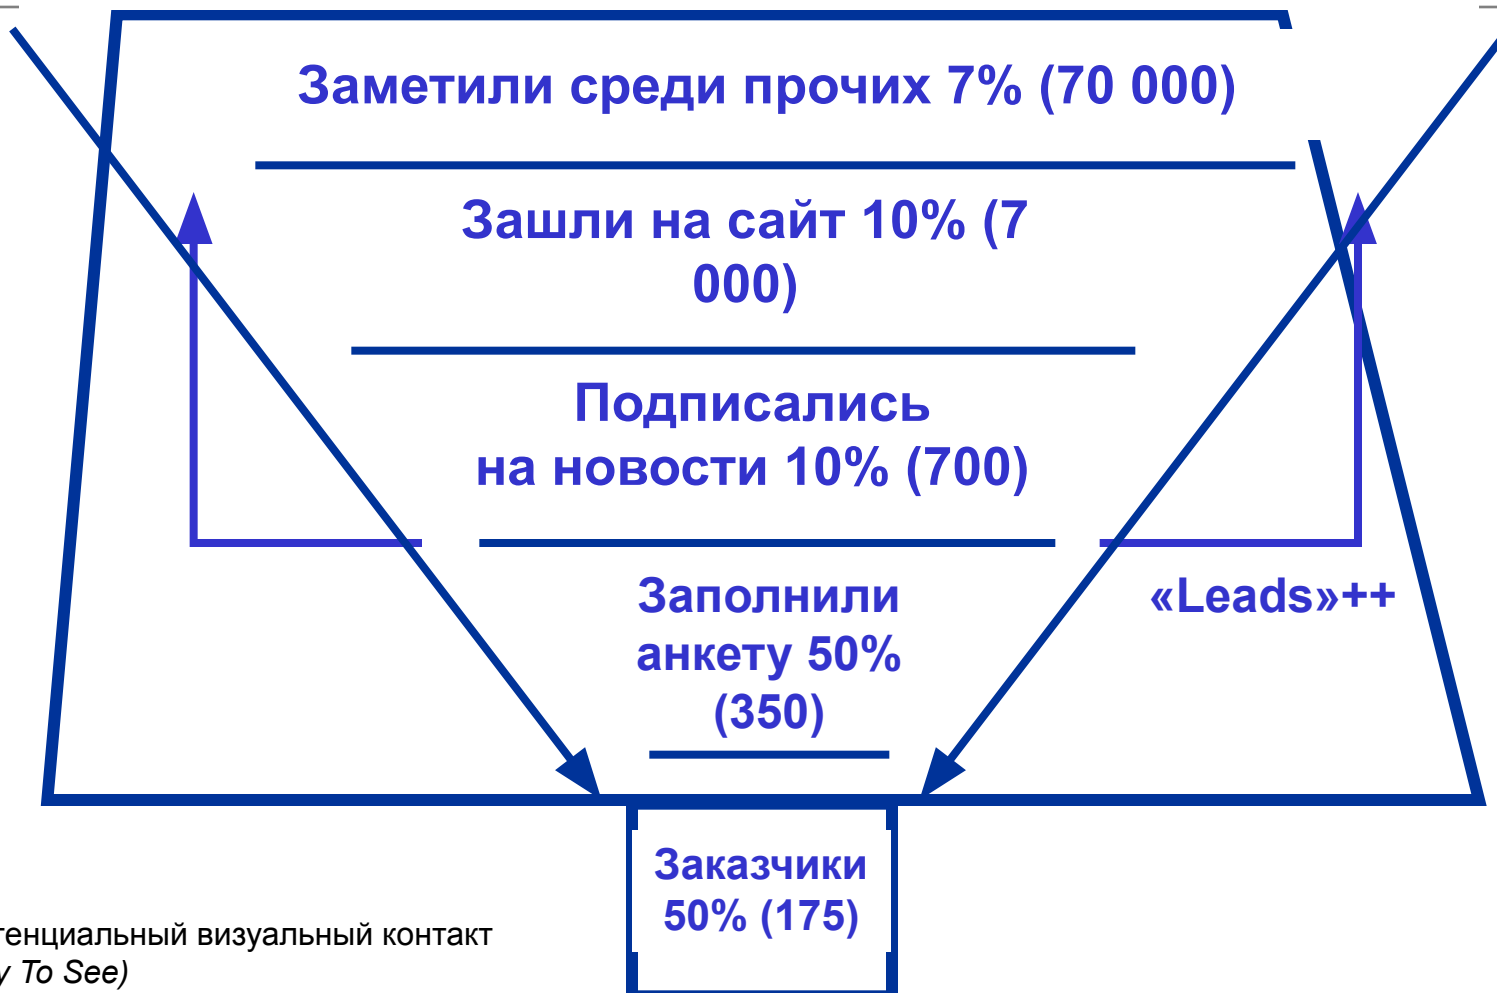 Заметили среди прочих 7% (70 000)
Зашли на сайт 10% (7
000)
Подписались
на новости 10% (700)
Заполнили
анкету 50%
(350)
«Leads»++
Заказчики
50% (175)
тенциальный визуальный контакт
y To See)